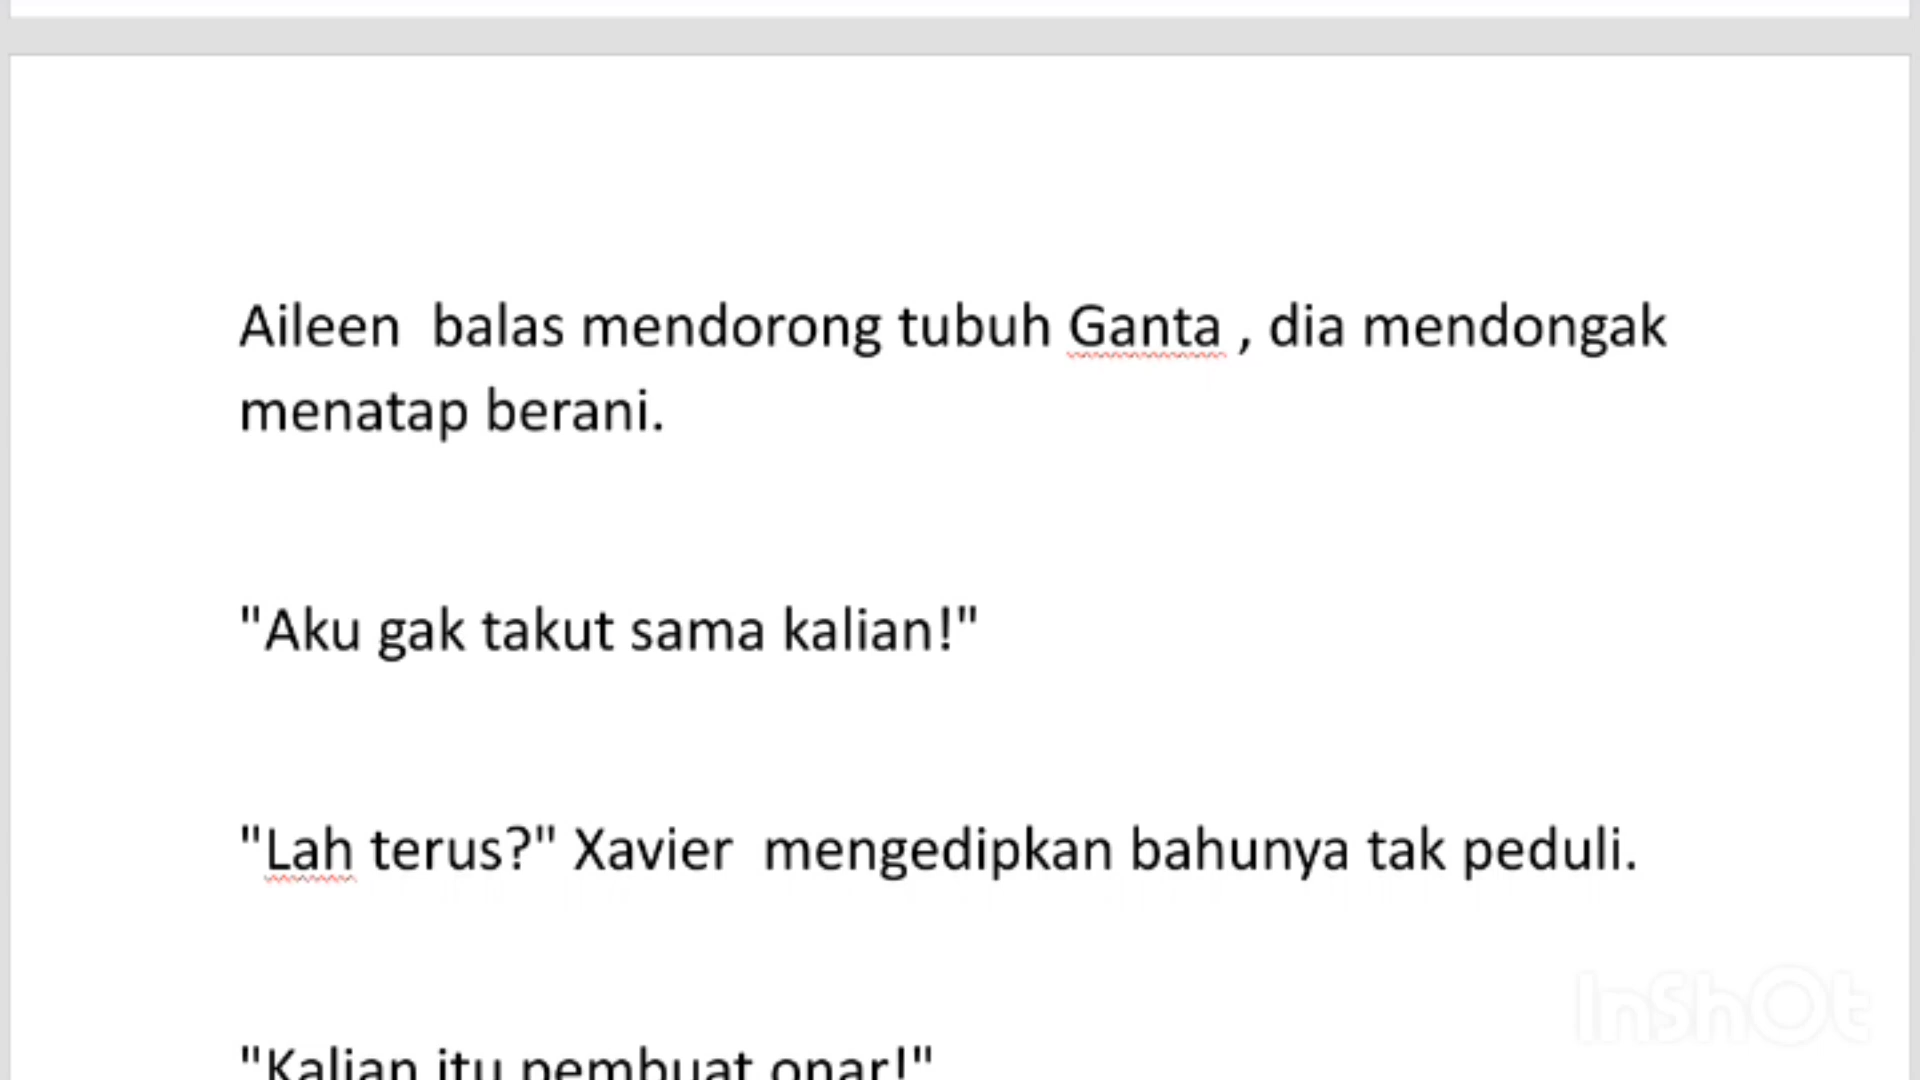 Aileen  balas mendorong tubuh Ganta , dia mendongak
menatap berani.
"Aku gak takut sama kalian!"
"Lah terus?" Xavier  mengedipkan bahunya tak peduli.
"Kalian itu pembuat onar!"
InShOt